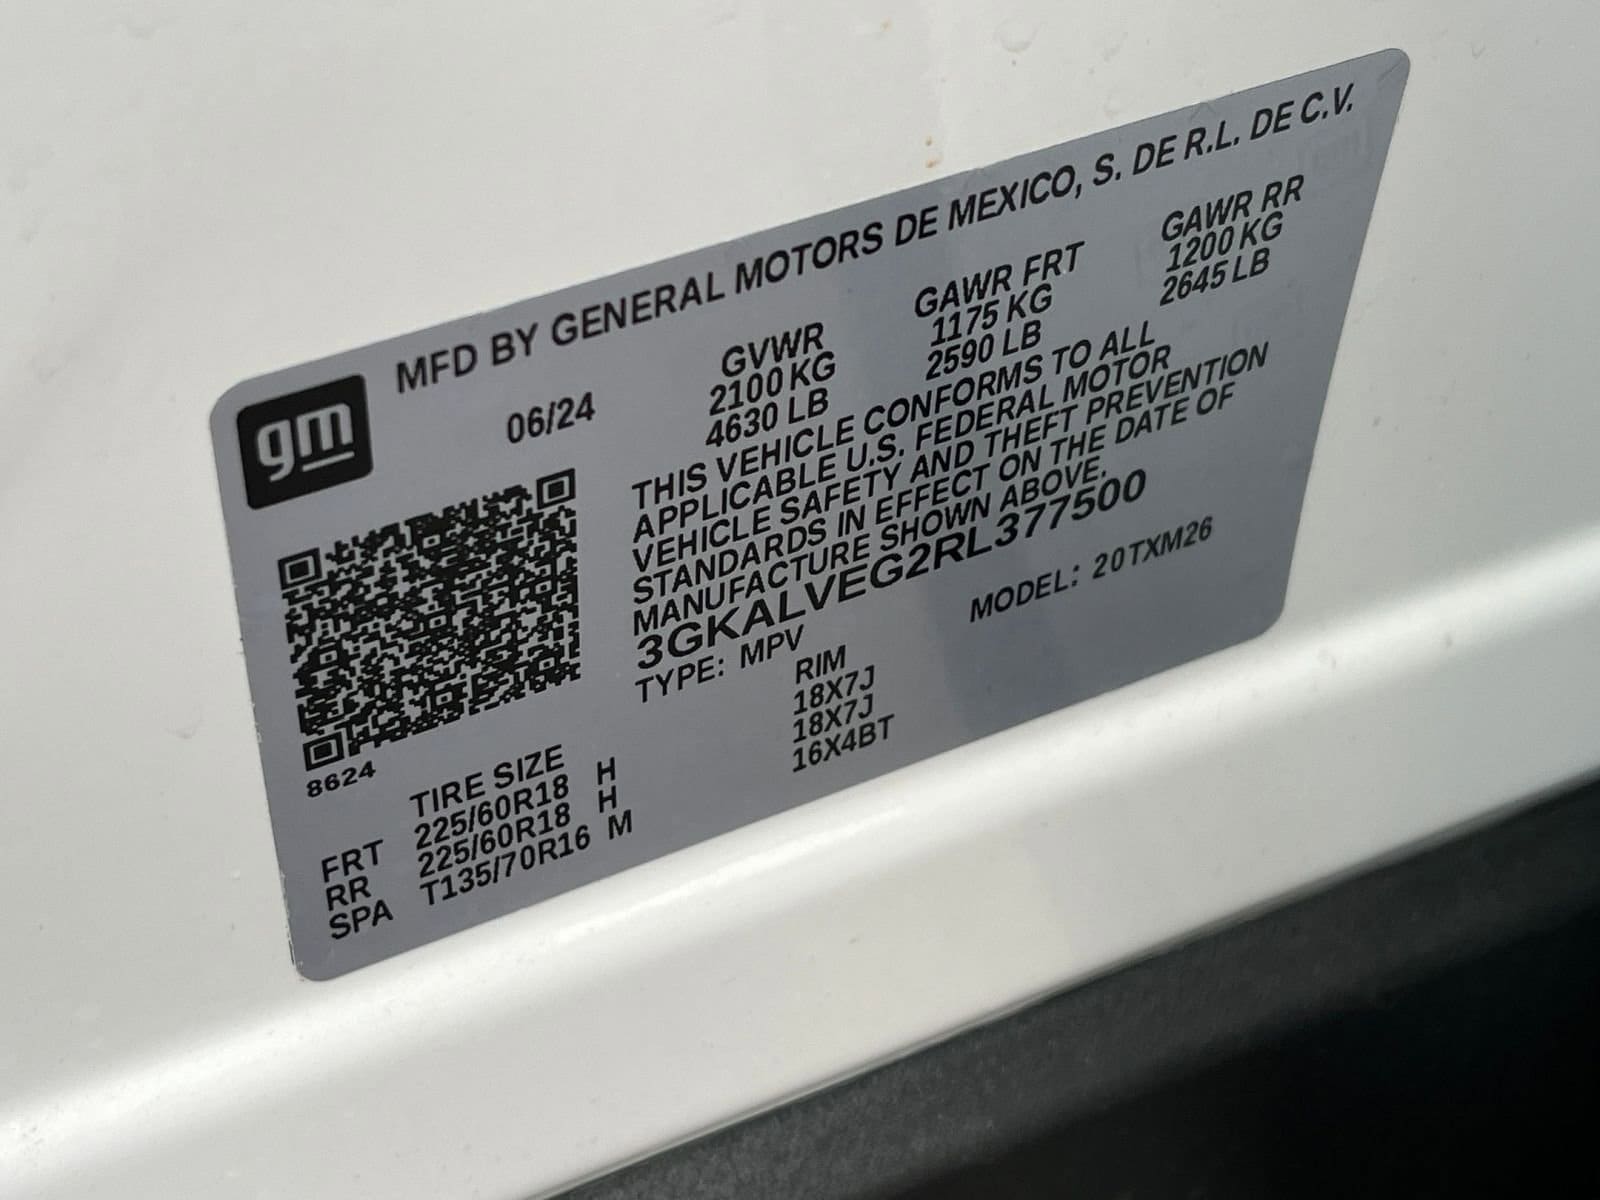 gm
MFD BY GENERAL MOTORS DE MEXICO, S. DE R.L. DE C.V.
06/24
GVWR GAWR FRT GAWR RR
2100 KG 1175 KG 1200 KG
4630 LB 2590 LB 2645 LB
THIS VEHICLE CONFORMS TO ALL
APPLICABLE U.S. FEDERAL MOTOR
VEHICLE SAFETY AND THEFT PREVENTION
STANDARDS IN EFFECT ON THE DATE OF
MANUFACTURE SHOWN ABOVE.
3GKALVEG2RL377500
TYPE: MPV MODEL: 20TXM26
8624
TIRE SIZE RIM
FRT 225/60R18 H 18X7J
RR 225/60R18 H 18X7J
SPA T135/70R16 M 16X4BT